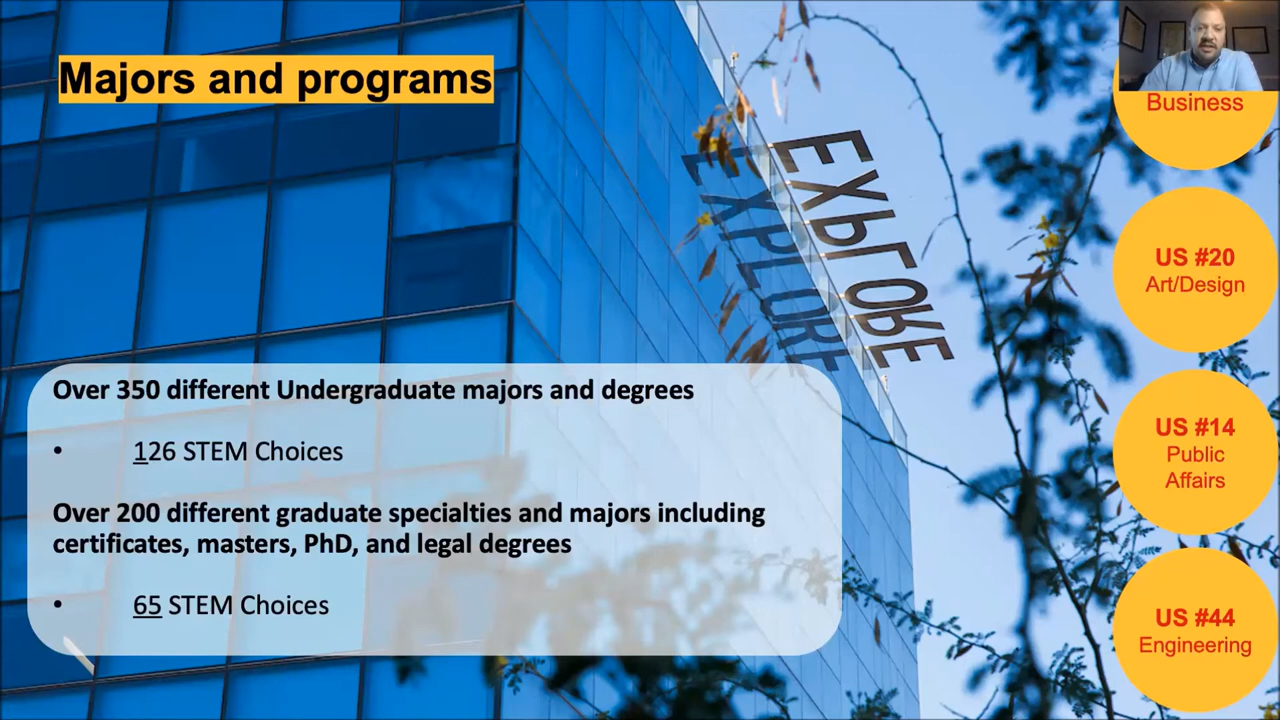 Majors and programs
EXPLORE
EXPLORE
Over 350 different Undergraduate majors and degrees
• 126 STEM Choices
Over 200 different graduate specialties and majors including
certificates, masters, PhD, and legal degrees
• 65 STEM Choices
Business
US #20
Art/Design
US #14
Public
Affairs
US #44
Engineering